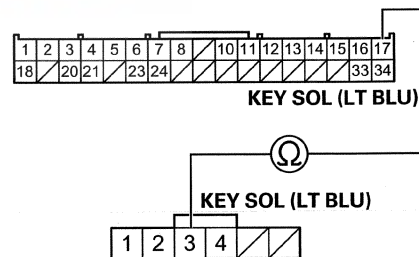 1 2 3 4 5 6 7 8 10 11 12 13 14 15 16 17
18 20 21 23 24 33 34
KEY SOL (LT BLU)
Ω
KEY SOL (LT BLU)
1 2 3 4